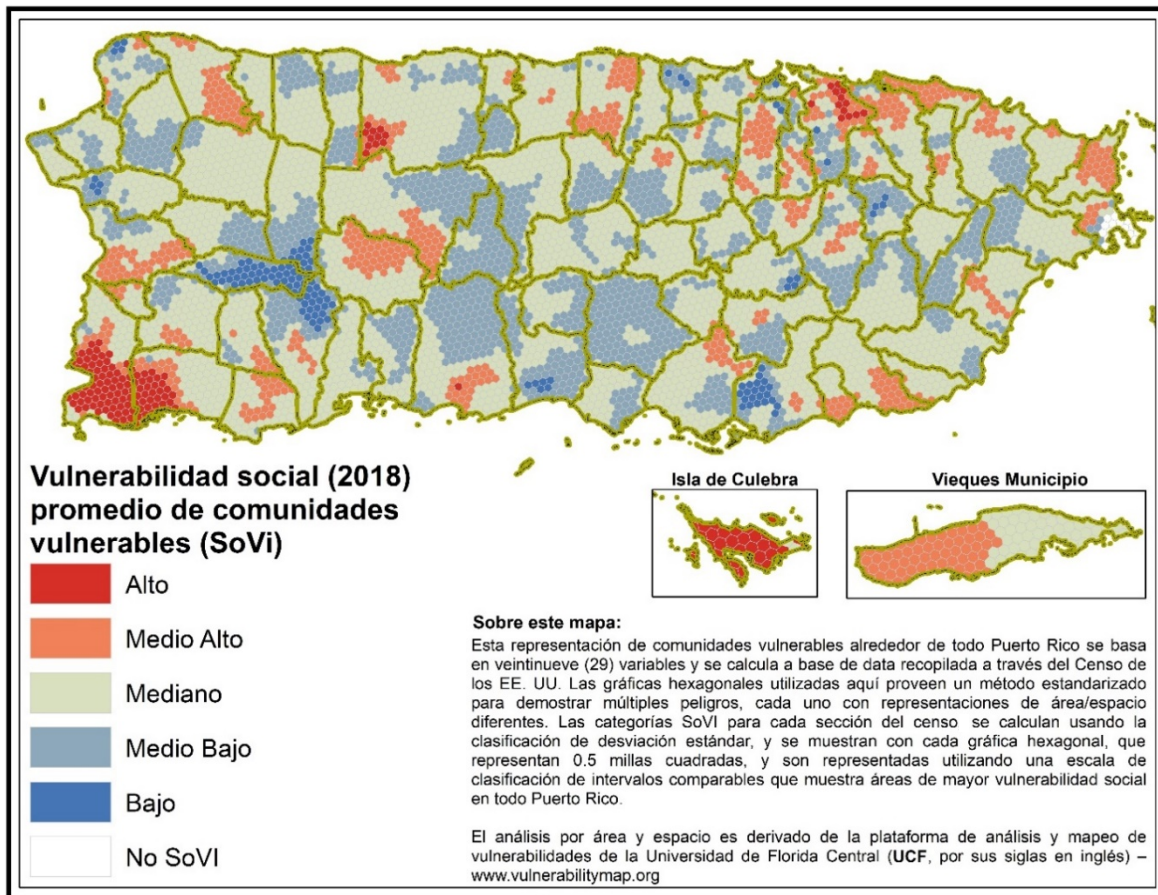 Vulnerabilidad social (2018)
promedio de comunidades
vulnerables (SoVi)
Alto
Medio Alto
Mediano
Medio Bajo
Bajo
No SoVI
Isla de Culebra
Vieques Municipio
Sobre este mapa:
Esta representación de comunidades vulnerables alrededor de todo Puerto Rico se basa
en veintinueve (29) variables y se calcula a base de data recopilada a través del Censo de
los EE. UU. Las gráficas hexagonales utilizadas aquí proveen un método estandarizado
para demostrar múltiples peligros, cada uno con representaciones de área/espacio
diferentes. Las categorías SoVI para cada sección del censo se calculan usando la
clasificación de desviación estándar, y se muestran con cada gráfica hexagonal, que
representan 0.5 millas cuadradas, y son representadas utilizando una escala de
clasificación de intervalos comparables que muestra áreas de mayor vulnerabilidad social
en todo Puerto Rico.
El análisis por área y espacio es derivado de la plataforma de análisis y mapeo de
vulnerabilidades de la Universidad de Florida Central (UCF, por sus siglas en inglés) –
www.vulnerabilitymap.org